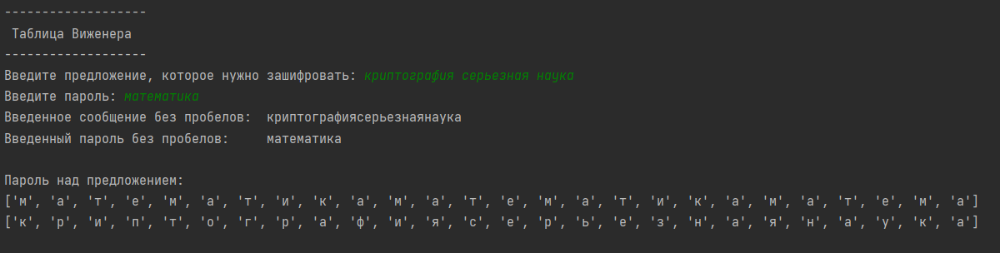 -------------------
Таблица Виженера
-------------------
Введите предложение, которое нужно зашифровать: криптография серьезная наука
Введите пароль: математика
Введенное сообщение без пробелов: криптографиясерьезнаянаука
Введенный пароль без пробелов: математика
Пароль над предложением:
['м', 'а', 'т', 'е', 'м', 'а', 'т', 'и', 'к', 'а', 'м', 'а', 'т', 'е', 'м', 'а', 'т', 'и', 'к', 'а', 'м', 'а', 'т', 'е', 'м', 'а']
['к', 'р', 'и', 'п', 'т', 'о', 'г', 'р', 'а', 'ф', 'и', 'я', 'с', 'е', 'р', 'ь', 'е', 'з', 'н', 'а', 'я', 'н', 'а', 'у', 'к', 'а']